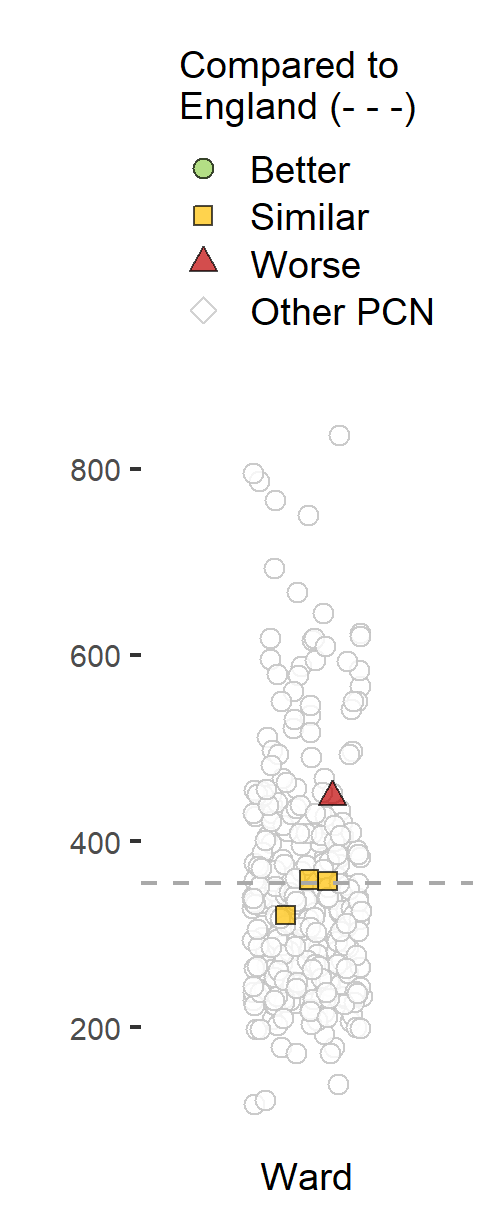 Compared to
England (- - -)
Better
Similar
Worse
Other PCN
800
600
400
200
Ward